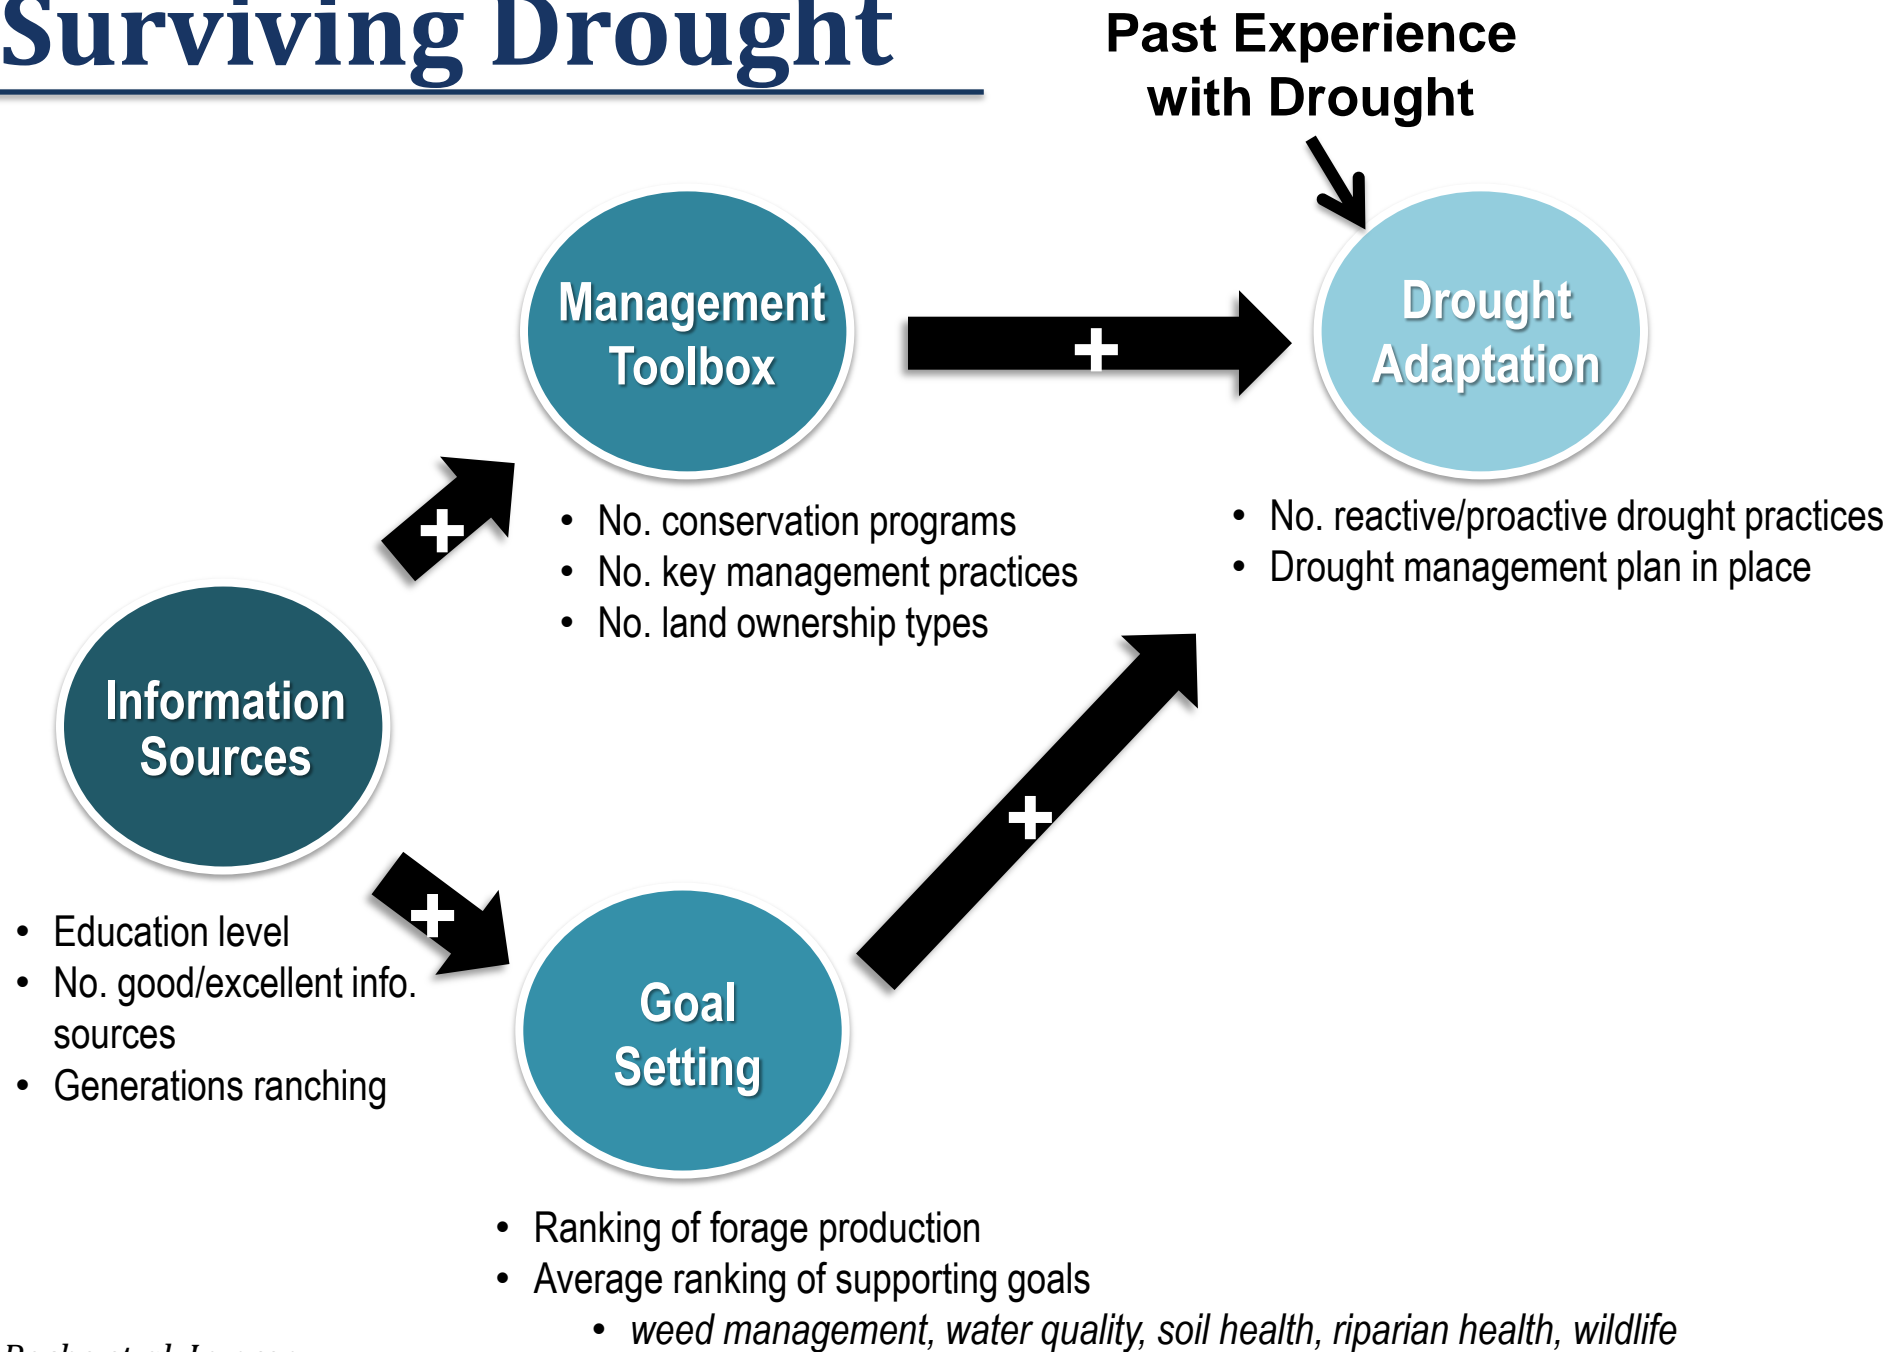 Surviving Drought
Past Experience
with Drought
Management
Toolbox
+
Drought
Adaptation
• No. conservation programs
• No. key management practices
• No. land ownership types
• No. reactive/proactive drought practices
• Drought management plan in place
+
Information
Sources
+
+
• Education level
• No. good/excellent info.
sources
• Generations ranching
Goal
Setting
• Ranking of forage production
• Average ranking of supporting goals
• weed management, water quality, soil health, riparian health, wildlife